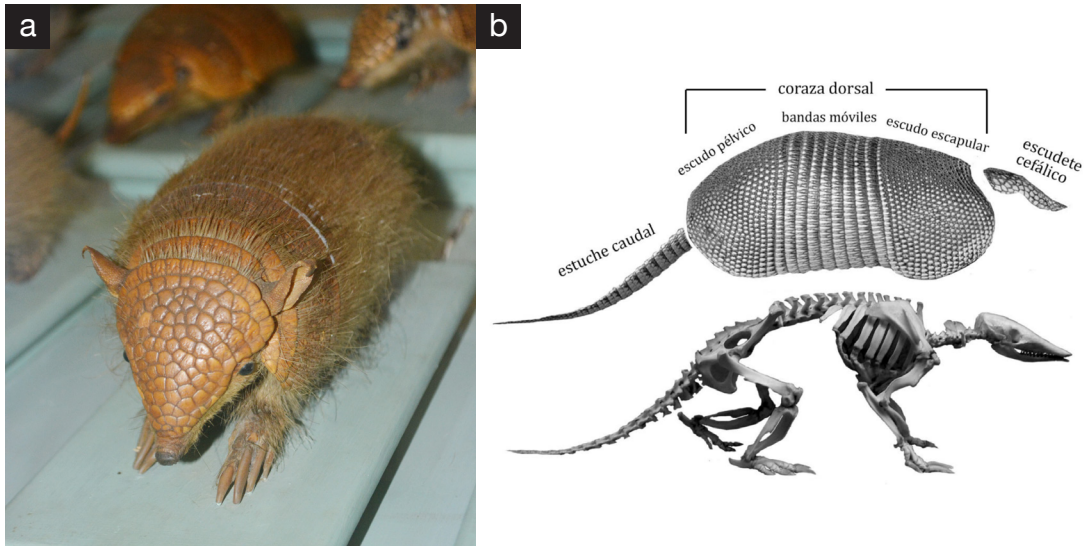 a
b
coraza dorsal
bandas móviles
escudo pélvico
escudo escapular
escudete
cefálico
estuche caudal